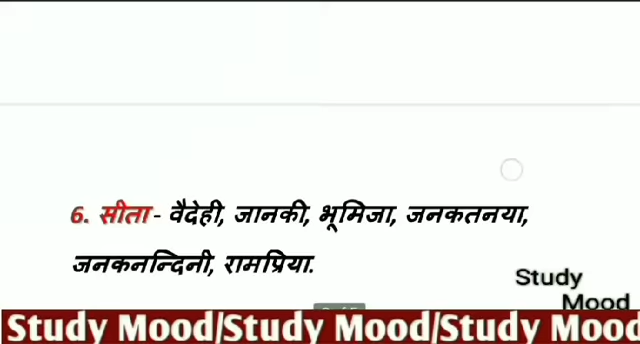 6. सीता - वैदेही, जानकी, भूमिजा, जनकतनया,
जनकनन्दिनी, रामप्रिया.
Study
Mood
Study Mood/Study Mood/Study Mood